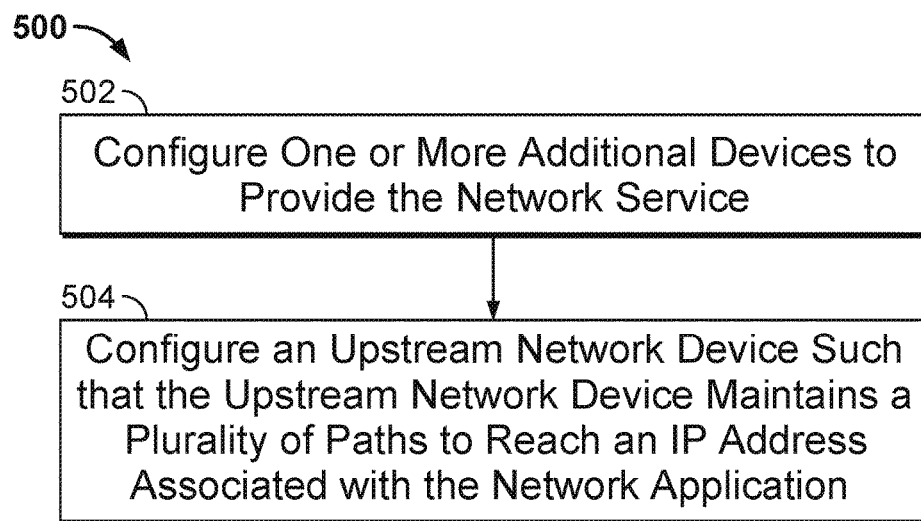 500
502
Configure One or More Additional Devices to
Provide the Network Service
504
Configure an Upstream Network Device Such
that the Upstream Network Device Maintains a
Plurality of Paths to Reach an IP Address
Associated with the Network Application